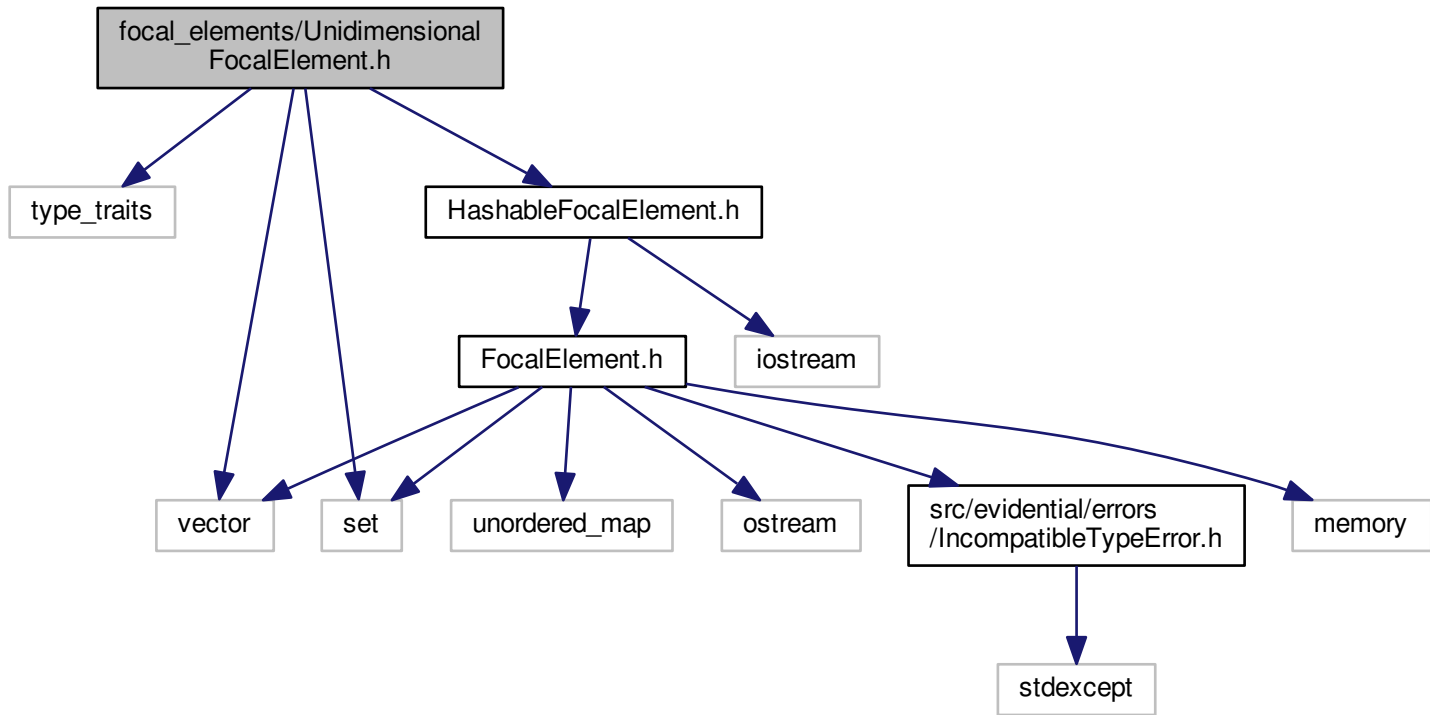 focal_elements/Unidimensional
FocalElement.h
type_traits
HashableFocalElement.h
FocalElement.h
iostream
vector
set
unordered_map
ostream
src/evidential/errors
/IncompatibleTypeError.h
memory
stdexcept